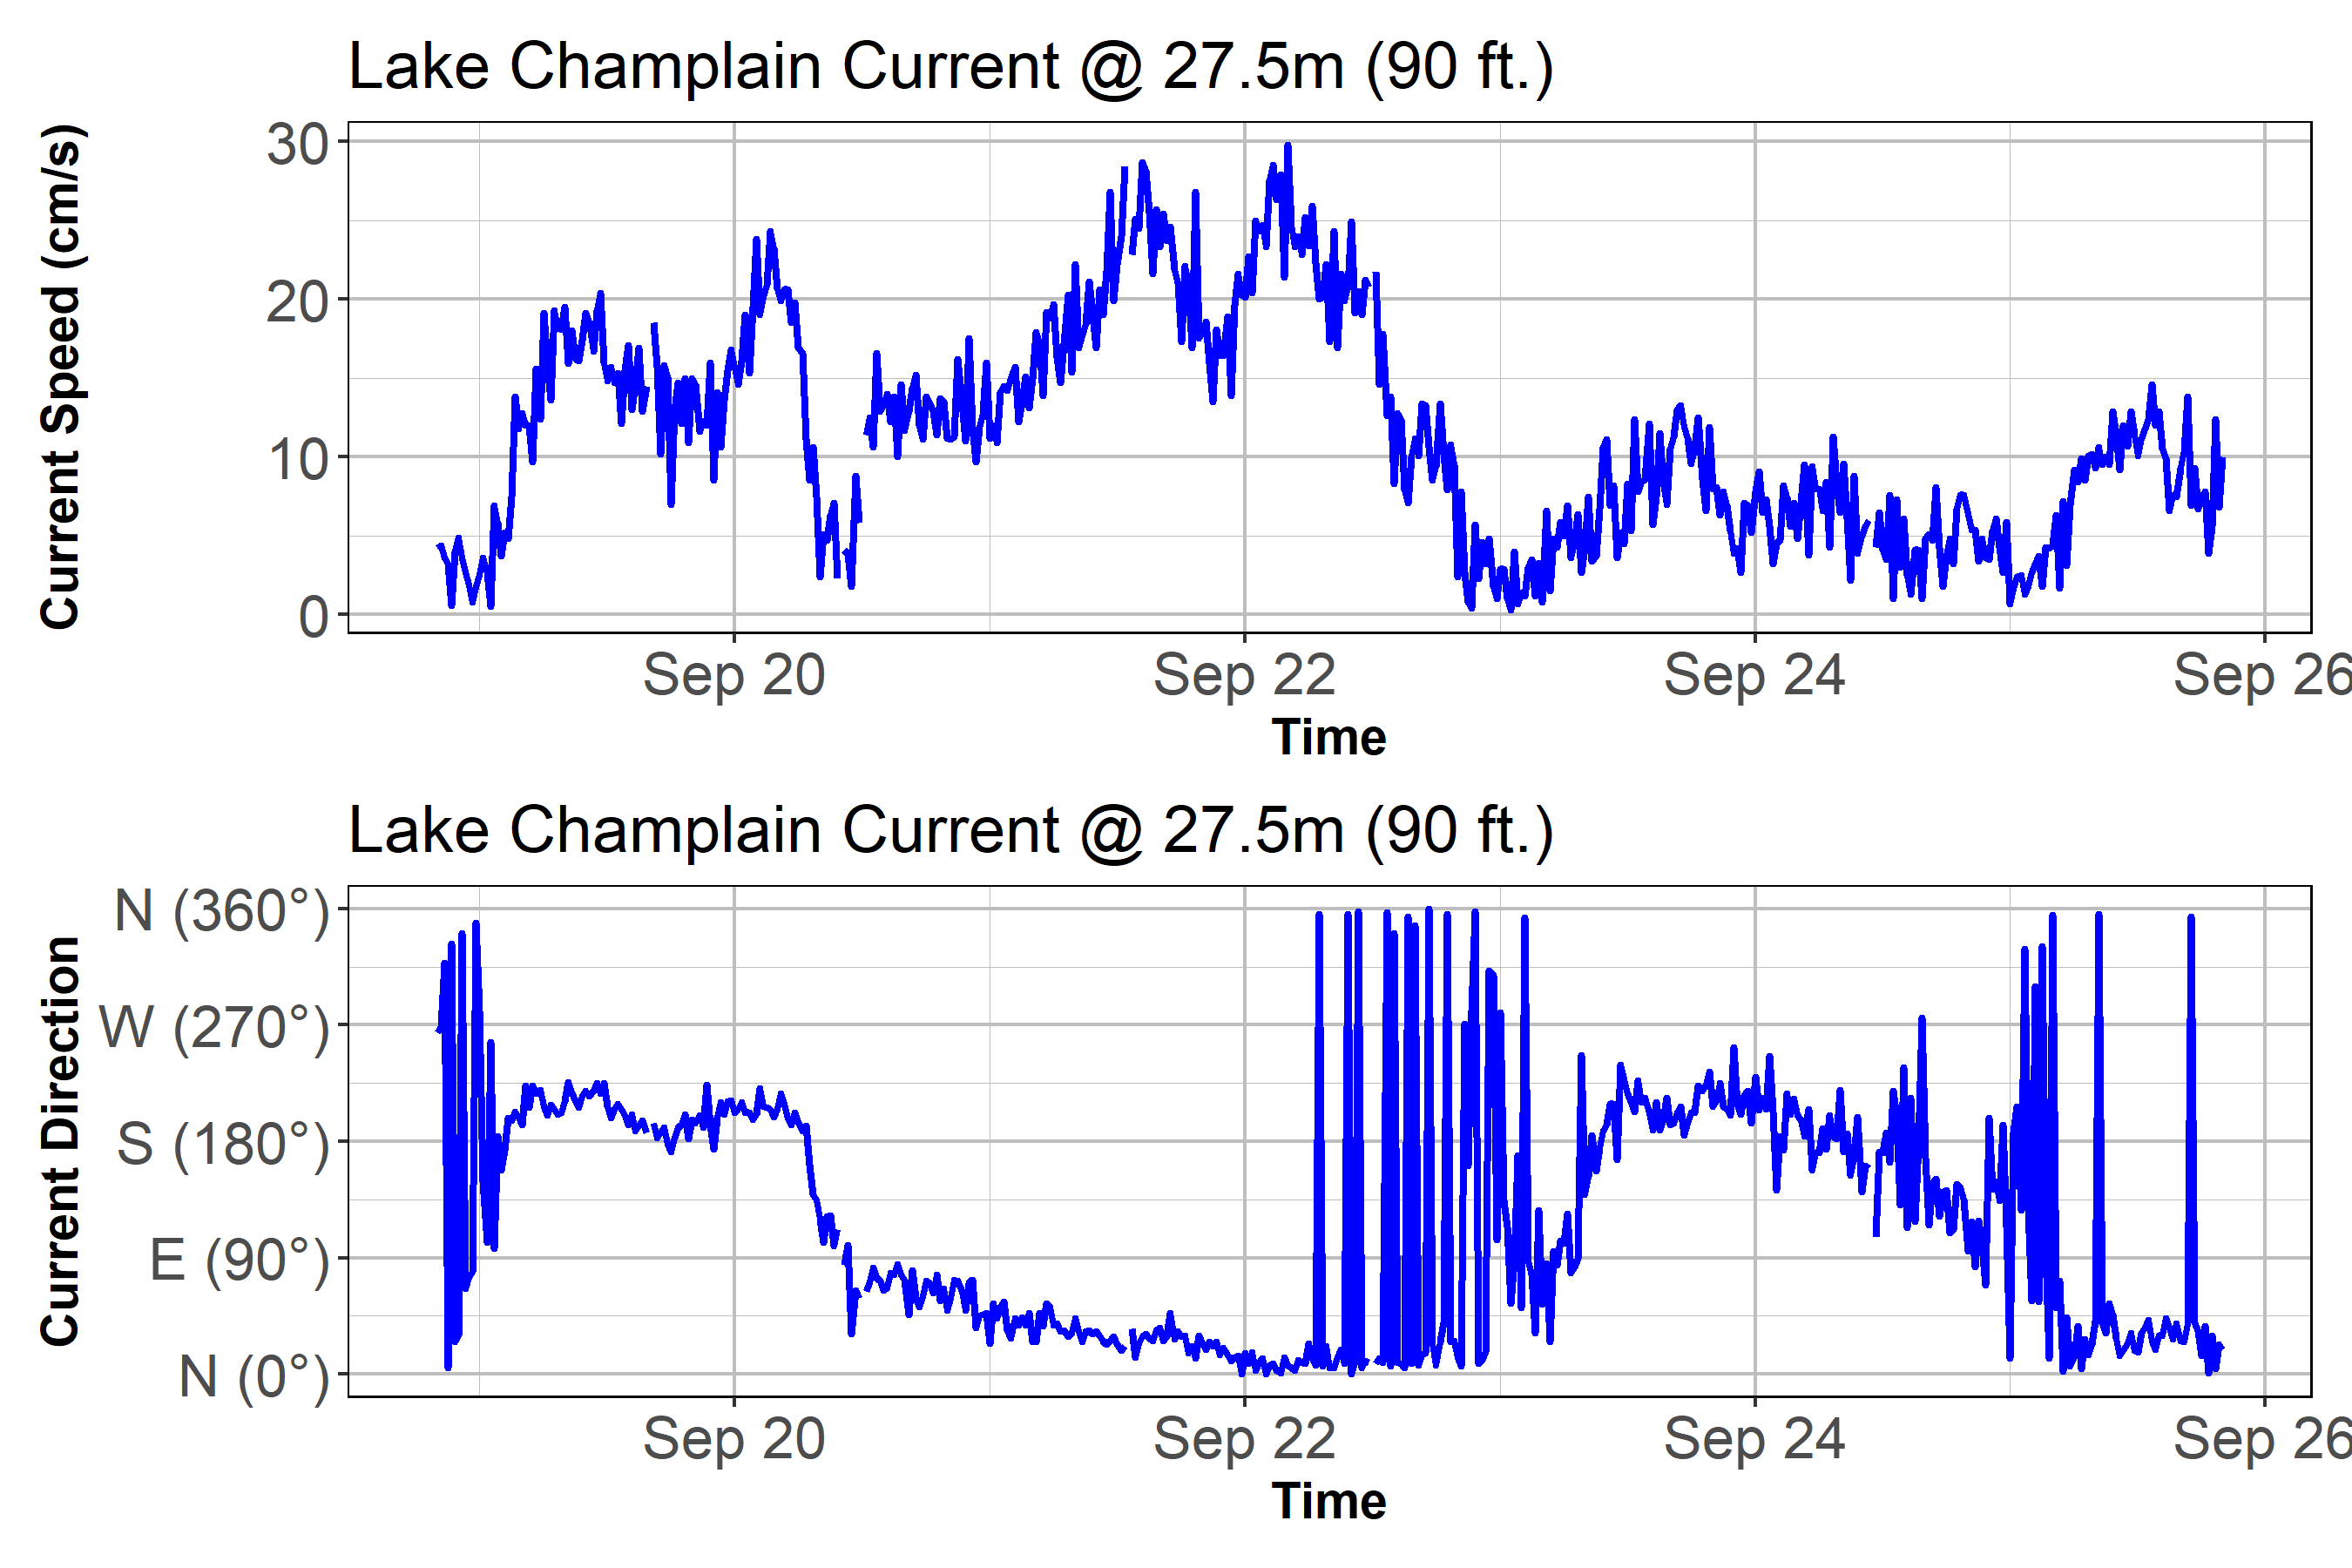 Lake Champlain Current @ 27.5m (90 ft.)
Current Speed (cm/s)
30
20
10
0
Sep 20 Sep 22 Sep 24 Sep 26
Time
Lake Champlain Current @ 27.5m (90 ft.)
Current Direction
N (360°)
W (270°)
S (180°)
E (90°)
N (0°)
Sep 20 Sep 22 Sep 24 Sep 26
Time